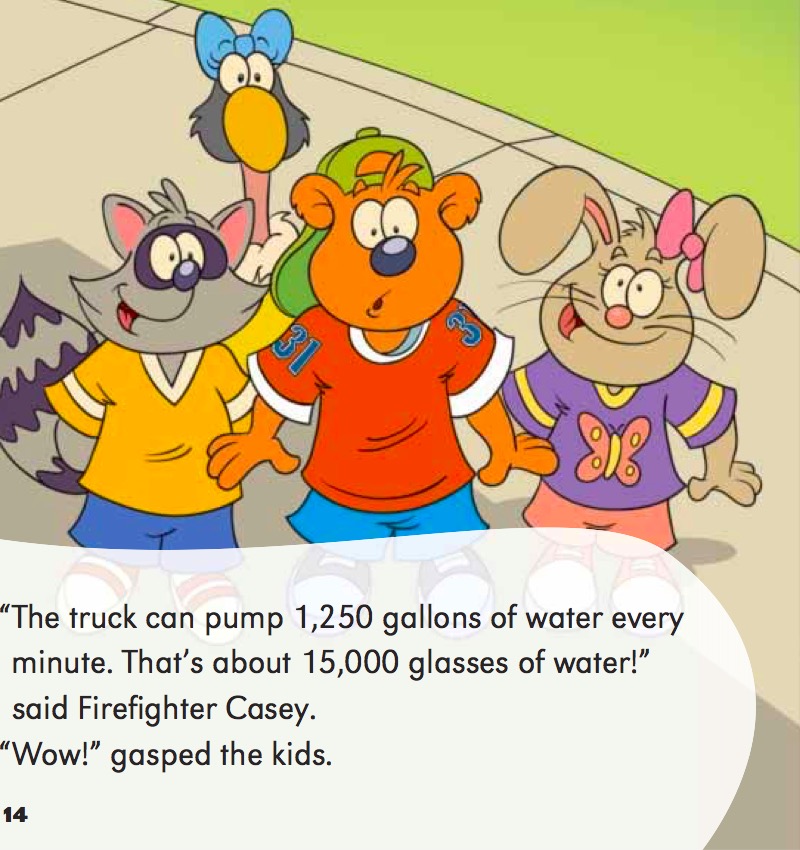 31
3
“The truck can pump 1,250 gallons of water every
minute. That’s about 15,000 glasses of water!”
said Firefighter Casey.
“Wow!” gasped the kids.
14